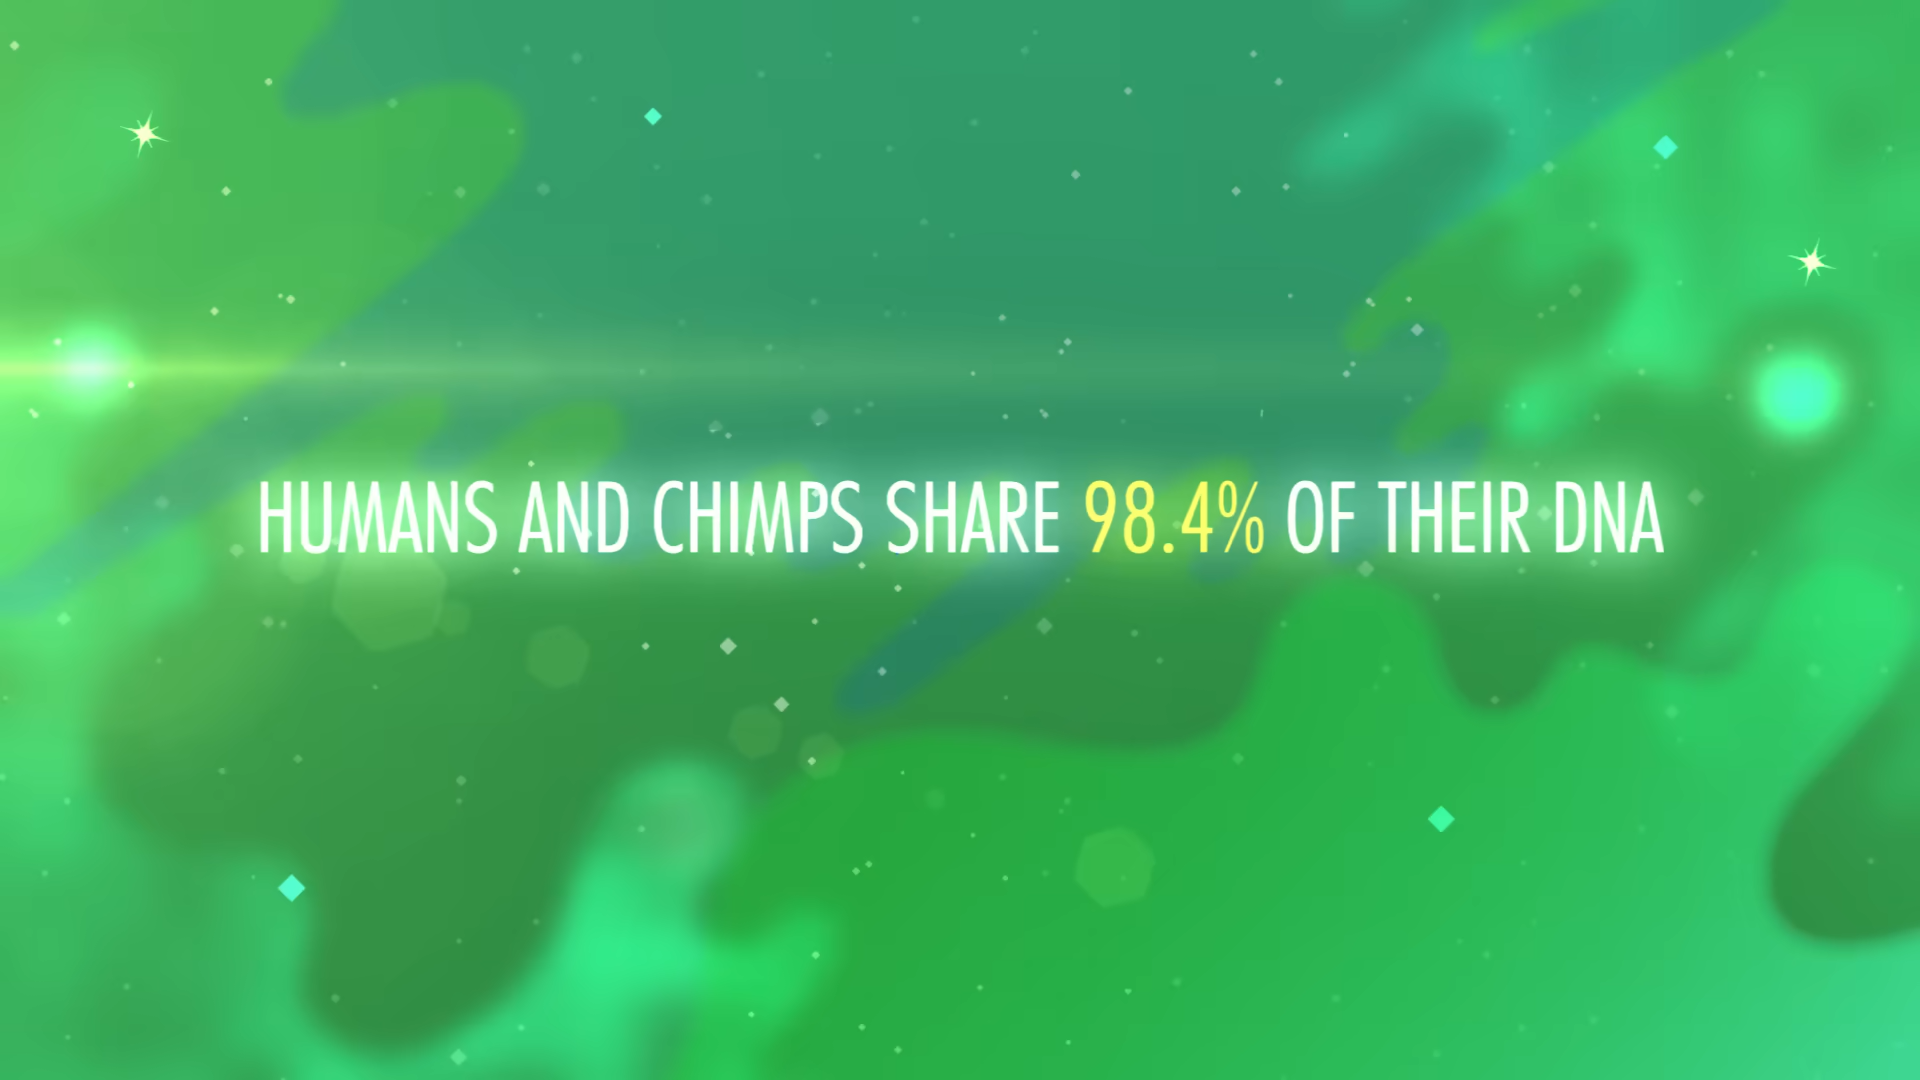 HUMANS AND CHIMPS SHARE 98.4% OF THEIR DNA